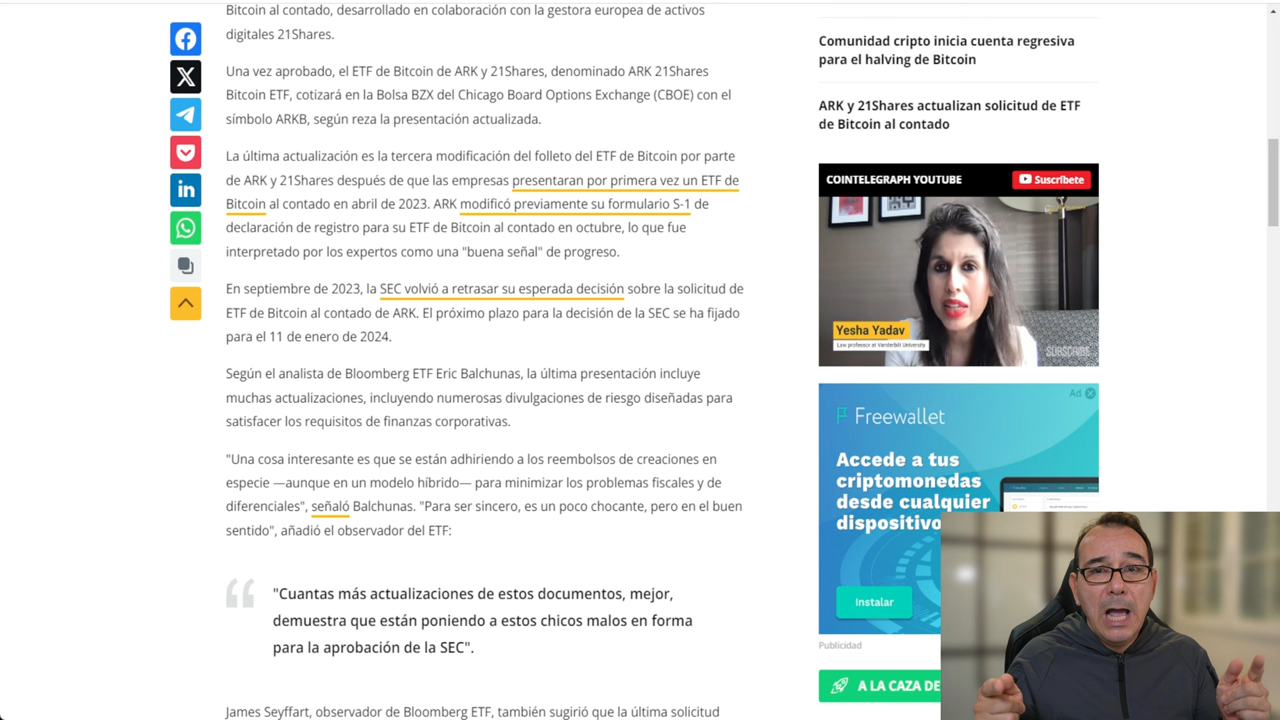 Bitcoin al contado, desarrollado en colaboración con la gestora europea de activos
digitales 21Shares.
Una vez aprobado, el ETF de Bitcoin de ARK y 21Shares, denominado ARK 21Shares
Bitcoin ETF, cotizará en la Bolsa BZX del Chicago Board Options Exchange (CBOE) con el
símbolo ARKB, según reza la presentación actualizada.
La última actualización es la tercera modificación del folleto del ETF de Bitcoin por parte
de ARK y 21Shares después de que las empresas presentaran por primera vez un ETF de
Bitcoin al contado en abril de 2023. ARK modificó previamente su formulario S-1 de
declaración de registro para su ETF de Bitcoin al contado en octubre, lo que fue
interpretado por los expertos como una "buena señal" de progreso.
En septiembre de 2023, la SEC volvió a retrasar su esperada decisión sobre la solicitud de
ETF de Bitcoin al contado de ARK. El próximo plazo para la decisión de la SEC se ha fijado
para el 11 de enero de 2024.
Según el analista de Bloomberg ETF Eric Balchunas, la última presentación incluye
muchas actualizaciones, incluyendo numerosas divulgaciones de riesgo diseñadas para
satisfacer los requisitos de finanzas corporativas.
"Una cosa interesante es que se están adhiriendo a los reembolsos de creaciones en
especie —aunque en un modelo híbrido— para minimizar los problemas fiscales y de
diferenciales", señaló Balchunas. "Para ser sincero, es un poco chocante, pero en el buen
sentido", añadió el observador del ETF:
"Cuantas más actualizaciones de estos documentos, mejor,
demuestra que están poniendo a estos chicos malos en forma
para la aprobación de la SEC".
James Seyffart, observador de Bloomberg ETF, también sugirió que la última solicitud
Comunidad cripto inicia cuenta regresiva
para el halving de Bitcoin
ARK y 21Shares actualizan solicitud de ETF
de Bitcoin al contado
COINTELEGRAPH YOUTUBE
Suscríbete
Yesha Yadav
Law professor at Vanderbilt University
SUBSCRIBE
Ad
Freewallet
Accede a tus
criptomonedas
desde cualquier
dispositivo
Instalar
Publicidad
A LA CAZA DE